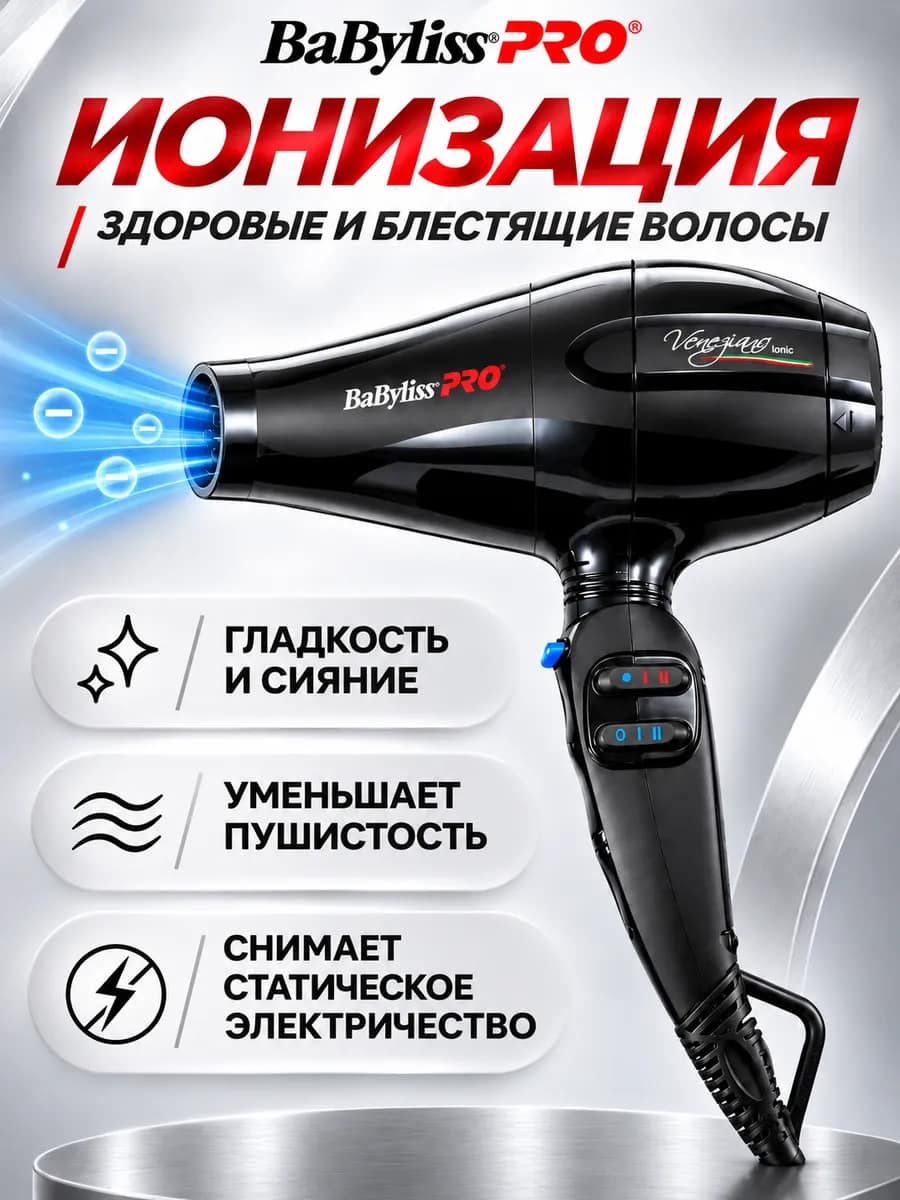 BaByliss® PRO®
ИОНИЗАЦИЯ
ЗДОРОВЫЕ И БЛЕСТЯЩИЕ ВОЛОСЫ
Veneziano Ionic
BaByliss® PRO®
ГЛАДКОСТЬ
И СИЯНИЕ
УМЕНЬШАЕТ
ПУШИСТОСТЬ
СНИМАЕТ
СТАТИЧЕСКОЕ
ЭЛЕКТРИЧЕСТВО